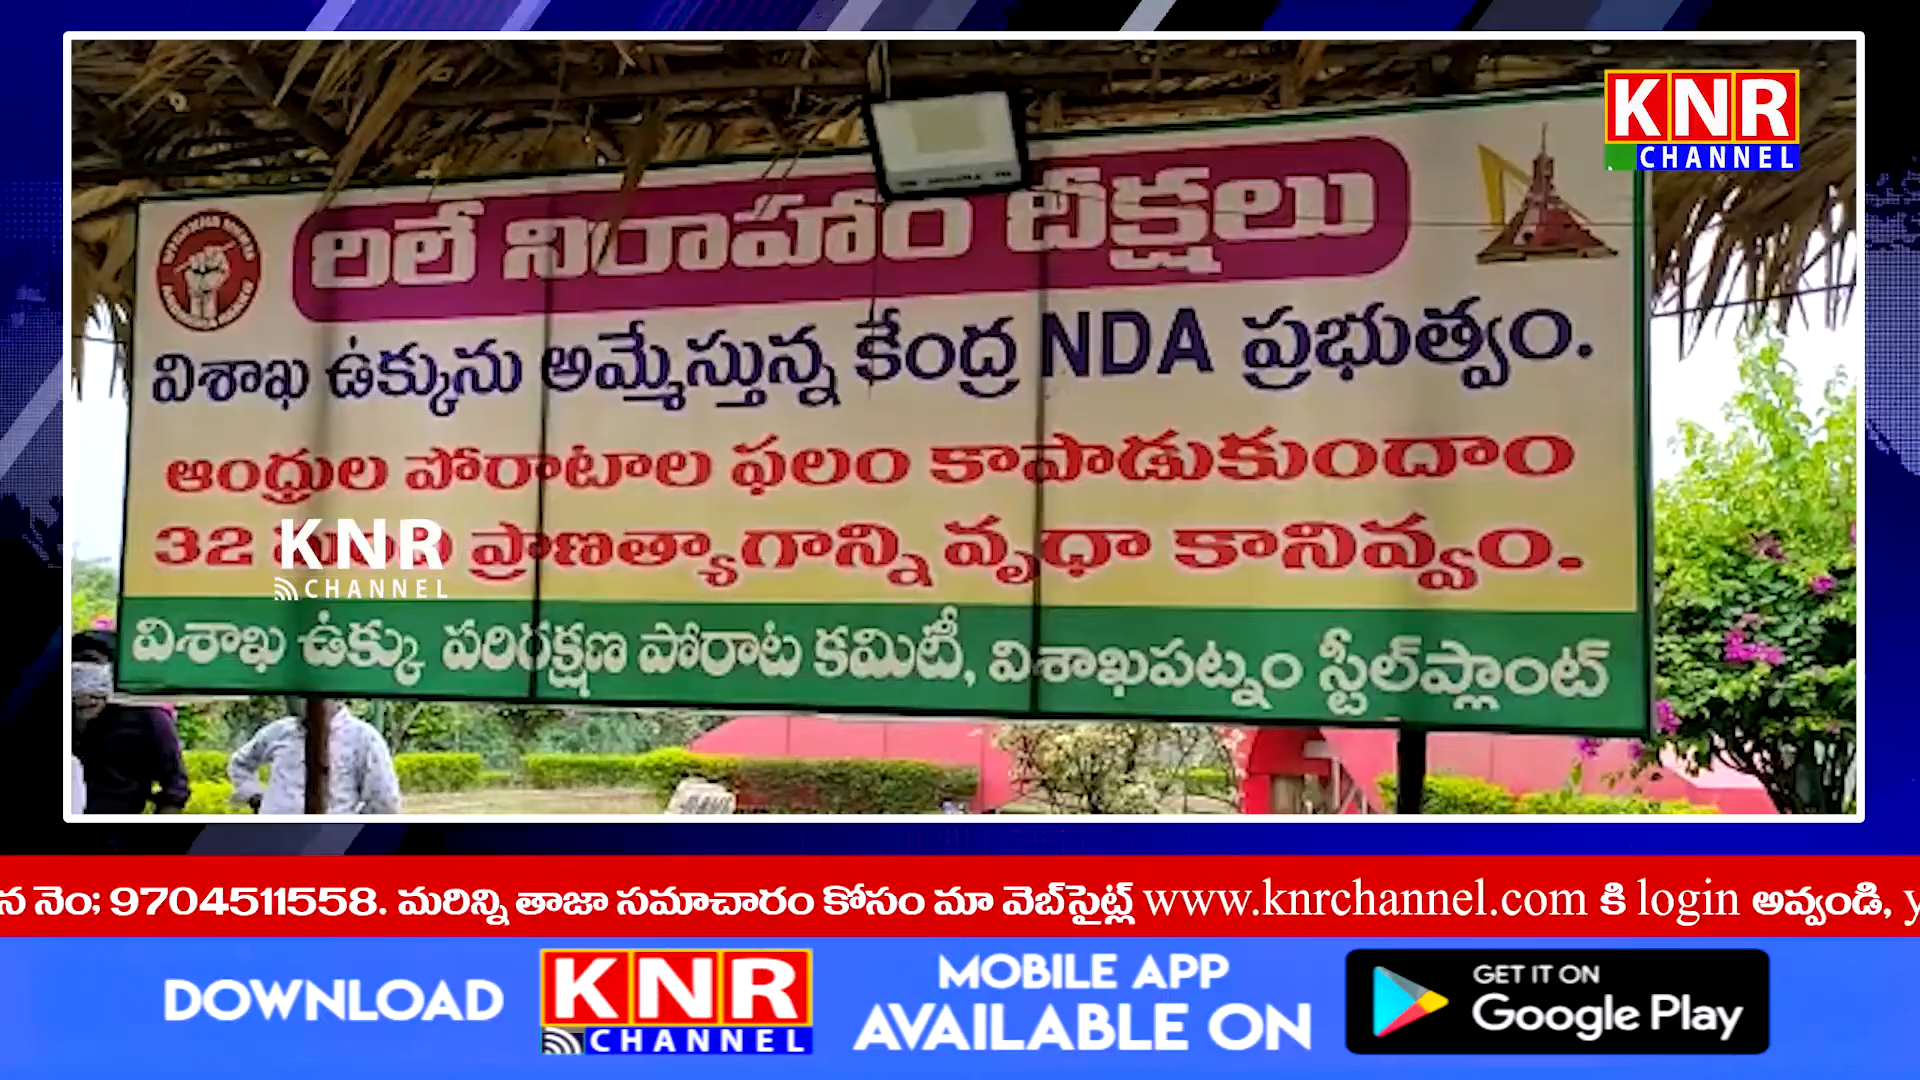 KNR
CHANNEL
రిలే నిరాహార దీక్షలు
విశాఖ ఉక్కును అమ్మేస్తున్న కేంద్ర NDA ప్రభుత్వం.
ఆంధ్రుల పోరాటాల ఫలం కాపాడుకుందాం
32 ప్రాణత్యాగాన్ని వృధా కానివ్వం.
KNR
CHANNEL
విశాఖ ఉక్కు పరిరక్షణ పోరాట కమిటీ, విశాఖపట్నం స్టీల్‌ప్లాంట్
న నెం; 9704511558. మరిన్ని తాజా సమాచారం కోసం మా వెబ్‌సైట్ల్ www.knrchannel.com కి login అవ్వండి, y
DOWNLOAD
KNR
CHANNEL
MOBILE APP
AVAILABLE ON
GET IT ON
Google Play